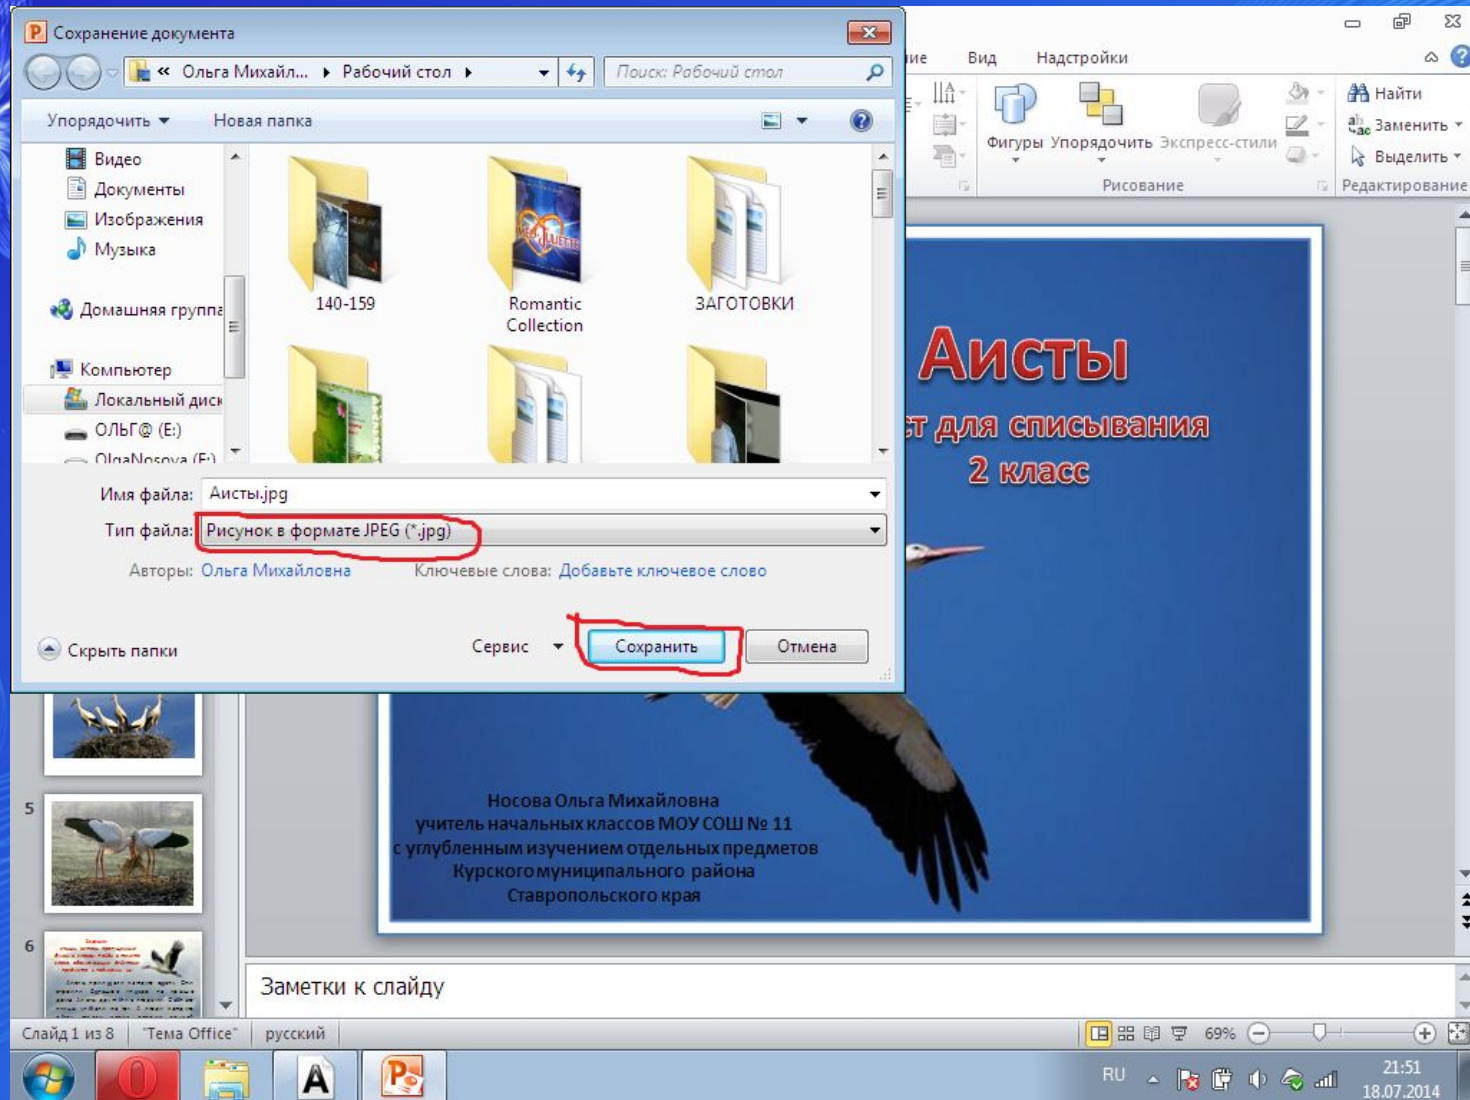 Сохранение документа
« Ольга Михайл... Рабочий стол
Поиск: Рабочий стол
Упорядочить Новая папка
Видео
Документы
Изображения
Музыка
Домашняя группа
Компьютер
Локальный диск
ОЛЬГ@ (E:)
OlgaNosova (F:)
140-159
Romantic
Collection
ЗАГОТОВКИ
Имя файла: Аисты.jpg
Тип файла: Рисунок в формате JPEG (*.jpg)
Авторы: Ольга Михайловна Ключевые слова: Добавьте ключевое слово
Скрыть папки Сервис Сохранить Отмена
Вид Надстройки
Фигуры Упорядочить Экспресс-стили
Рисование
Найти
Заменить
Выделить
Редактирование
Аисты
для списывания
2 класс
Носова Ольга Михайловна
учитель начальных классов МОУ СОШ № 11
с углубленным изучением отдельных предметов
Курского муниципального района
Ставропольского края
5
6
Заметки к слайду
Слайд 1 из 8 "Тема Office" русский 69%
RU 21:51
18.07.2014